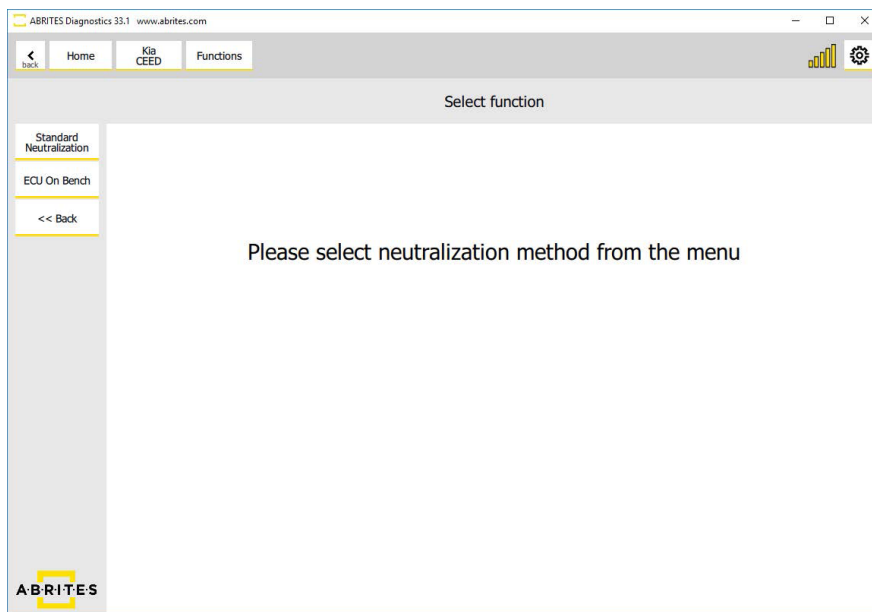 ABRITES Diagnostics 33.1 www.abrites.com
back
Home
Kia
CEED
Functions
Select function
Standard
Neutralization
ECU On Bench
<< Back
Please select neutralization method from the menu
A·B·R·I·T·E·S